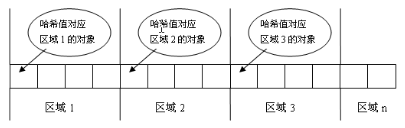 哈希值对应
区域 1 的对象
哈希值对应
区域 2 的对象
哈希值对应
区域 3 的对象
区域 1
区域 2
区域 3
区域 n